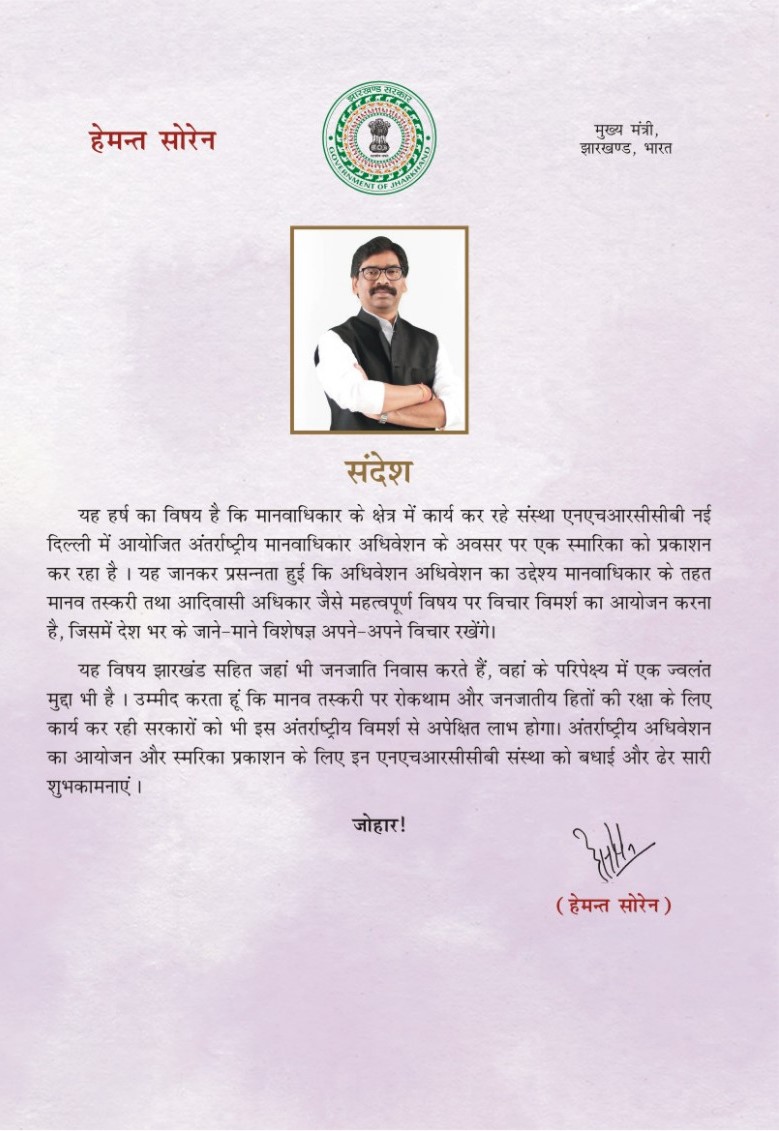 हेमन्त सोरेन
झारखण्ड सरकार
GOVERNMENT OF JHARKHAND
मुख्य मंत्री,
झारखण्ड, भारत
संदेश
यह हर्ष का विषय है कि मानवाधिकार के क्षेत्र में कार्य कर रहे संस्था एनएचआरसीसीबी नई
दिल्ली में आयोजित अंतर्राष्ट्रीय मानवाधिकार अधिवेशन के अवसर पर एक स्मारिका को प्रकाशन
कर रहा है । यह जानकर प्रसन्नता हुई कि अधिवेशन अधिवेशन का उद्देश्य मानवाधिकार के तहत
मानव तस्करी तथा आदिवासी अधिकार जैसे महत्वपूर्ण विषय पर विचार विमर्श का आयोजन करना
है, जिसमें देश भर के जाने-माने विशेषज्ञ अपने-अपने विचार रखेंगे।
यह विषय झारखंड सहित जहां भी जनजाति निवास करते हैं, वहां के परिपेक्ष्य में एक ज्वलंत
मुद्दा भी है । उम्मीद करता हूं कि मानव तस्करी पर रोकथाम और जनजातीय हितों की रक्षा के लिए
कार्य कर रही सरकारों को भी इस अंतर्राष्ट्रीय विमर्श से अपेक्षित लाभ होगा। अंतर्राष्ट्रीय अधिवेशन
का आयोजन और स्मरिका प्रकाशन के लिए इन एनएचआरसीसीबी संस्था को बधाई और ढेर सारी
शुभकामनाएं ।
जोहार!
(हेमन्त सोरेन)